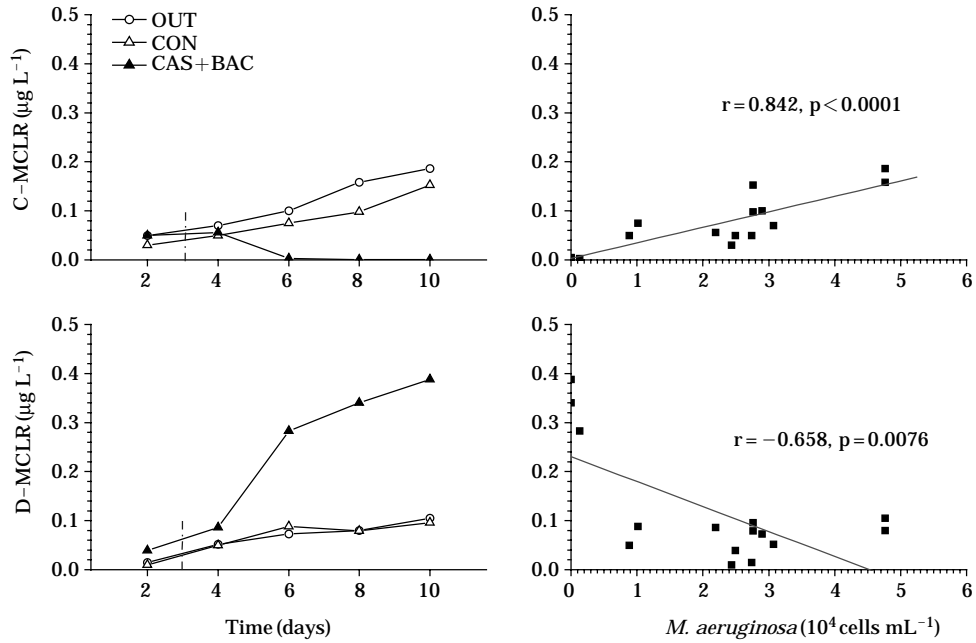 0.5
0.4
0.3
0.2
0.1
0.0
C–MCLR (µg L⁻¹)
OUT
CON
CAS+BAC
2 4 6 8 10
0.5
0.4
0.3
0.2
0.1
0.0
r=0.842, p<0.0001
0 1 2 3 4 5 6
0.5
0.4
0.3
0.2
0.1
0.0
D–MCLR (µg L⁻¹)
2 4 6 8 10
Time (days)
0.5
0.4
0.3
0.2
0.1
0.0
r=−0.658, p=0.0076
0 1 2 3 4 5 6
M. aeruginosa (10⁴ cells mL⁻¹)